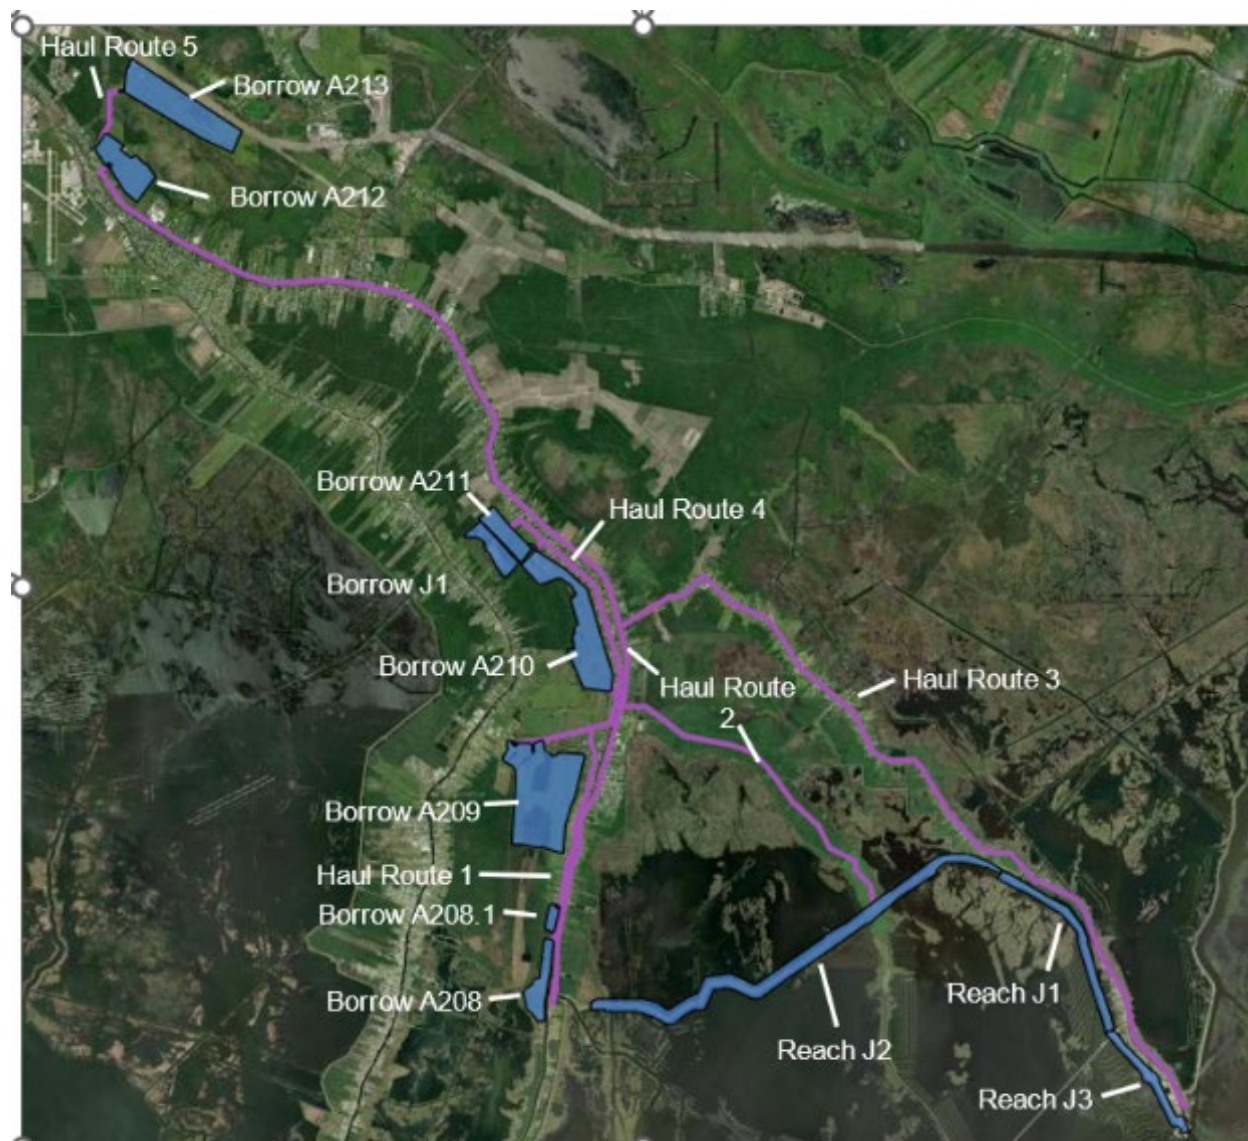 Haul Route 5
Borrow A213
Borrow A212
Borrow A211
Haul Route 4
Borrow J1
Borrow A210
Haul Route
2
Haul Route 3
Borrow A209
Haul Route 1
Borrow A208.1
Borrow A208
Reach J1
Reach J2
Reach J3